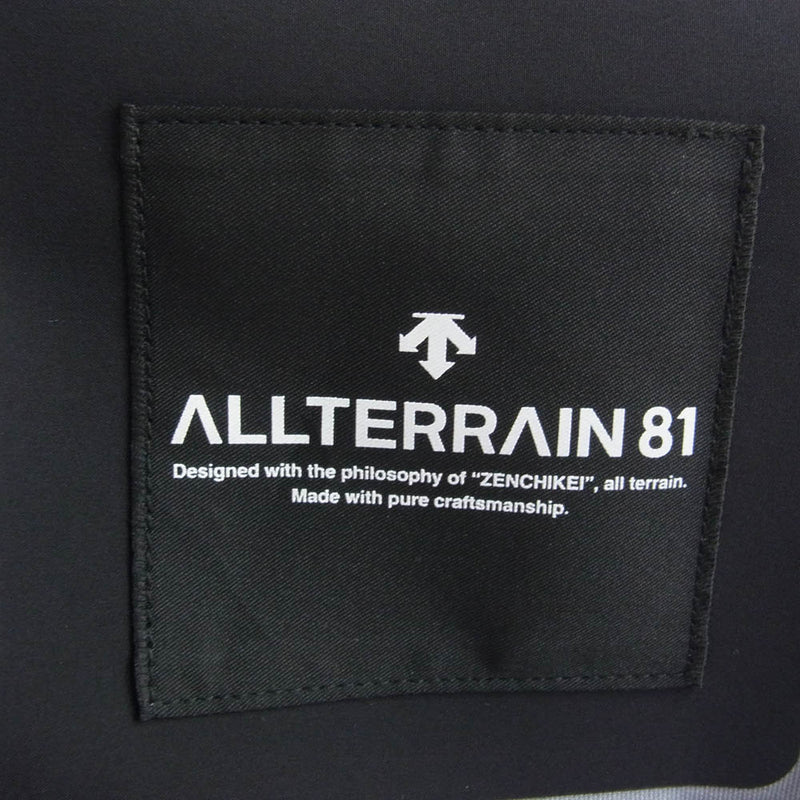 ALLTERRAIN 81
Designed with the philosophy of “ZENCHIKEI”, all terrain.
Made with pure craftsmanship.